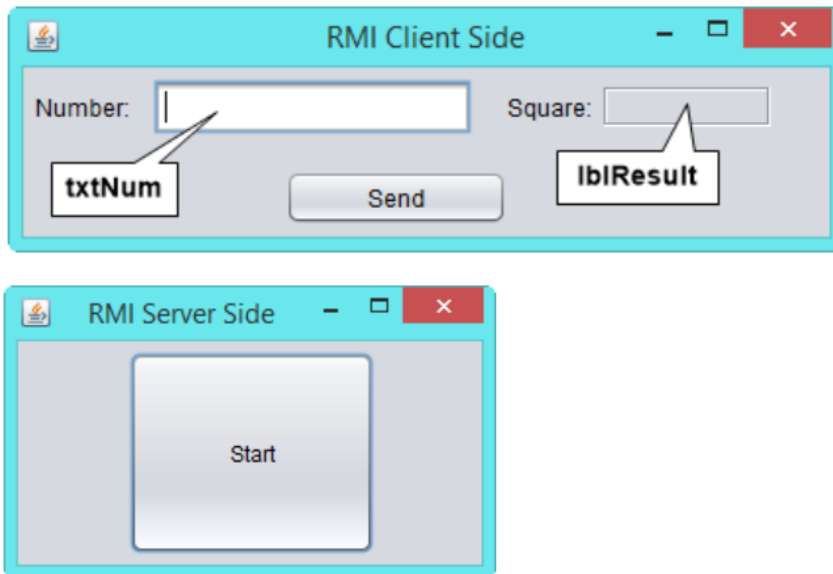 RMI Client Side
Number:
Square:
txtNum
Send
lblResult
RMI Server Side
Start